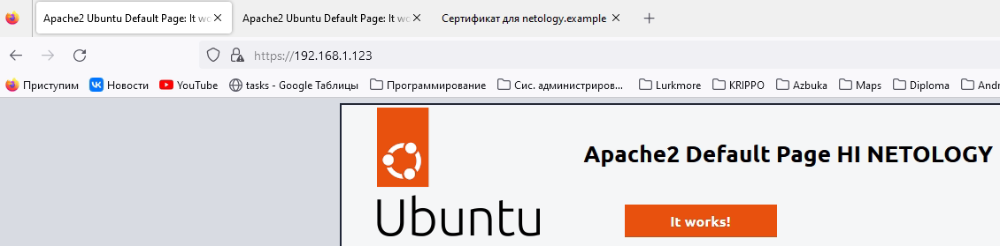 Apache2 Ubuntu Default Page: It wo
Apache2 Ubuntu Default Page: It wo
Сертификат для netology.example
https://192.168.1.123
Приступим Новости YouTube tasks - Google Таблицы Программирование Сис. администриров... Lurkmore KRIPPO Azbuka Maps Diploma Andr
Apache2 Default Page HI NETOLOGY
Ubuntu
It works!